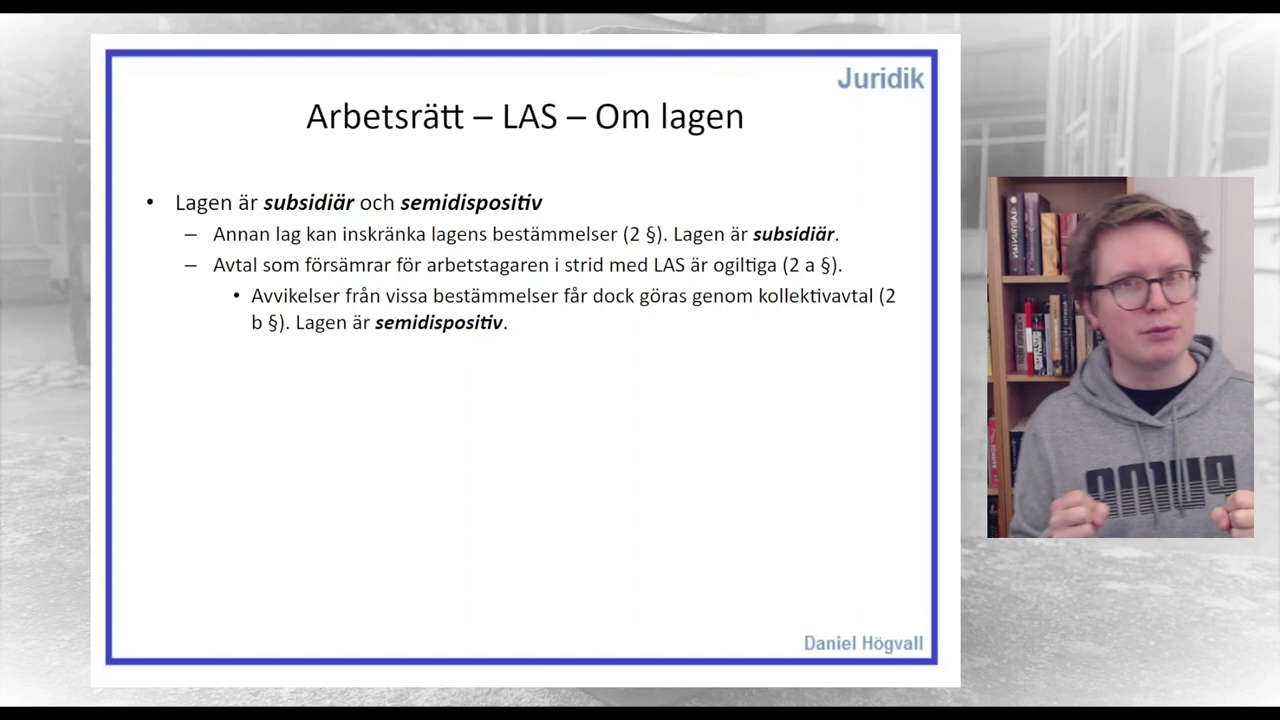 Juridik
Arbetsrätt – LAS – Om lagen
• Lagen är subsidiär och semidispositiv
– Annan lag kan inskränka lagens bestämmelser (2 §). Lagen är subsidiär.
– Avtal som försämrar för arbetstagaren i strid med LAS är ogiltiga (2 a §).
• Avvikelser från vissa bestämmelser får dock göras genom kollektivavtal (2
b §). Lagen är semidispositiv.
Daniel Högvall